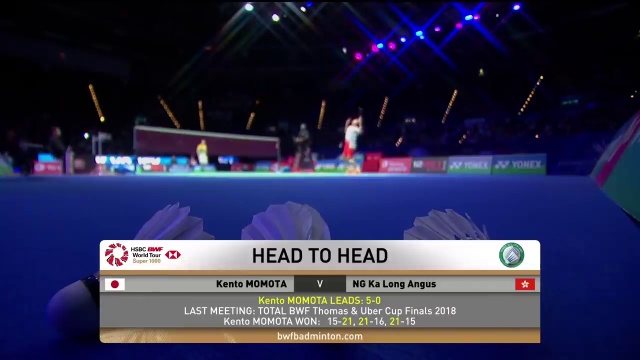 YONEX
YONEX
HSBC BWF
World Tour
Super 1000
HEAD TO HEAD
Kento MOMOTA V NG Ka Long Angus
Kento MOMOTA LEADS: 5-0
LAST MEETING: TOTAL BWF Thomas & Uber Cup Finals 2018
Kento MOMOTA WON: 15-21, 21-16, 21-15
bwfbadminton.com